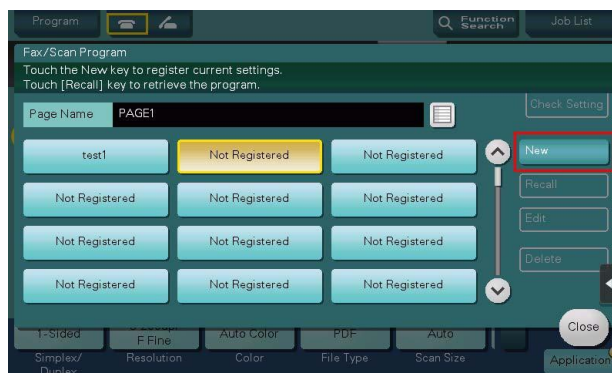 Program
Function Search
Job List
Fax/Scan Program
Touch the New key to register current settings.
Touch [Recall] key to retrieve the program.
Page Name PAGE1
Check Setting
test1 Not Registered Not Registered
New
Not Registered Not Registered Not Registered
Recall
Edit
Not Registered Not Registered Not Registered
Delete
Not Registered Not Registered Not Registered
Close
1-Sided F Fine Auto Color PDF Auto
Simplex/ Duplex Resolution Color File Type Scan Size
Application